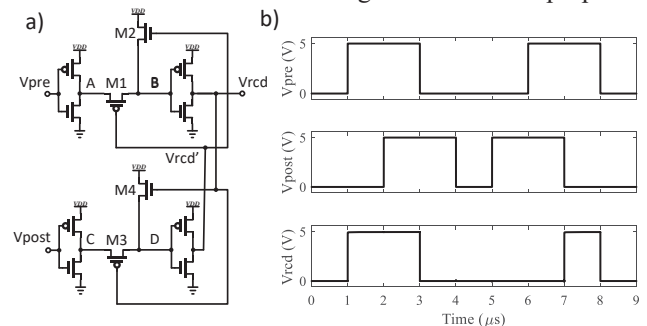 a)
VDD
M2
VDD
VDD
Vpre
A
M1
B
Vrcd
Vrcd'
VDD
M4
VDD
VDD
Vpost
C
M3
D
b)
Vpre (V)
5
0
Vpost (V)
5
0
Vrcd (V)
5
0
0 1 2 3 4 5 6 7 8 9
Time (μs)